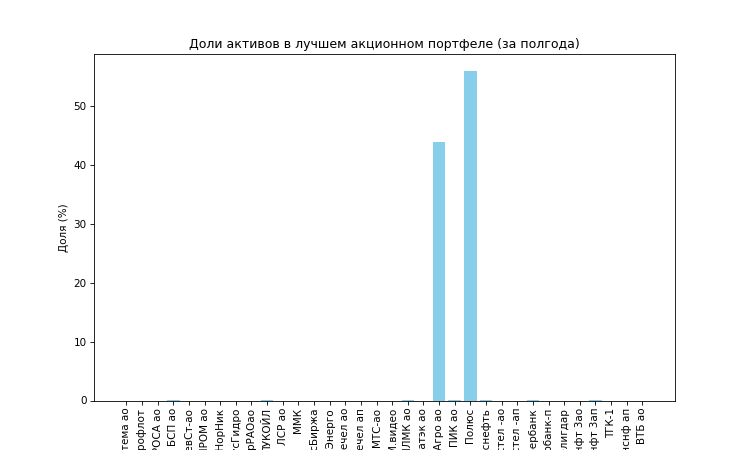 Доли активов в лучшем акционном портфеле (за полгода)
Доля (%)
50
40
30
20
10
0
тема ао
рофлот
РОСА ао
БСП ао
евСт-ао
ПРОМ ао
НорНик
сГидро
рРАОао
ЛУКОЙЛ
ЛСР ао
ММК
сБиржа
Энерго
ечел ао
ечел ап
МТС-ао
М.видео
ЛМК ао
атэк ао
Агро ао
ПИК ао
Полюс
снефть
стел -ао
стел -ап
ербанк
рбанк-п
лигдар
нфт 3ао
нфт 3ап
ТГК-1
нснф ап
ВТБ ао